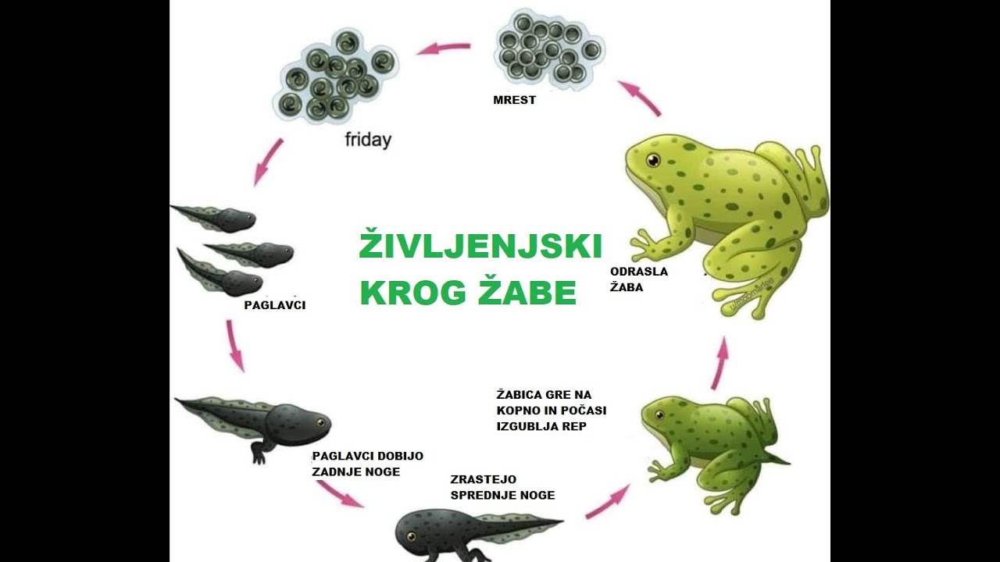 MREST
friday
ŽIVLJENJSKI
KROG ŽABE
ODRASLA
ŽABA
PAGLAVCI
ŽABICA GRE NA
KOPNO IN POČASI
IZGUBLJA REP
PAGLAVCI DOBIJO
ZADNJE NOGE
ZRASTEJO
SPREDNJE NOGE